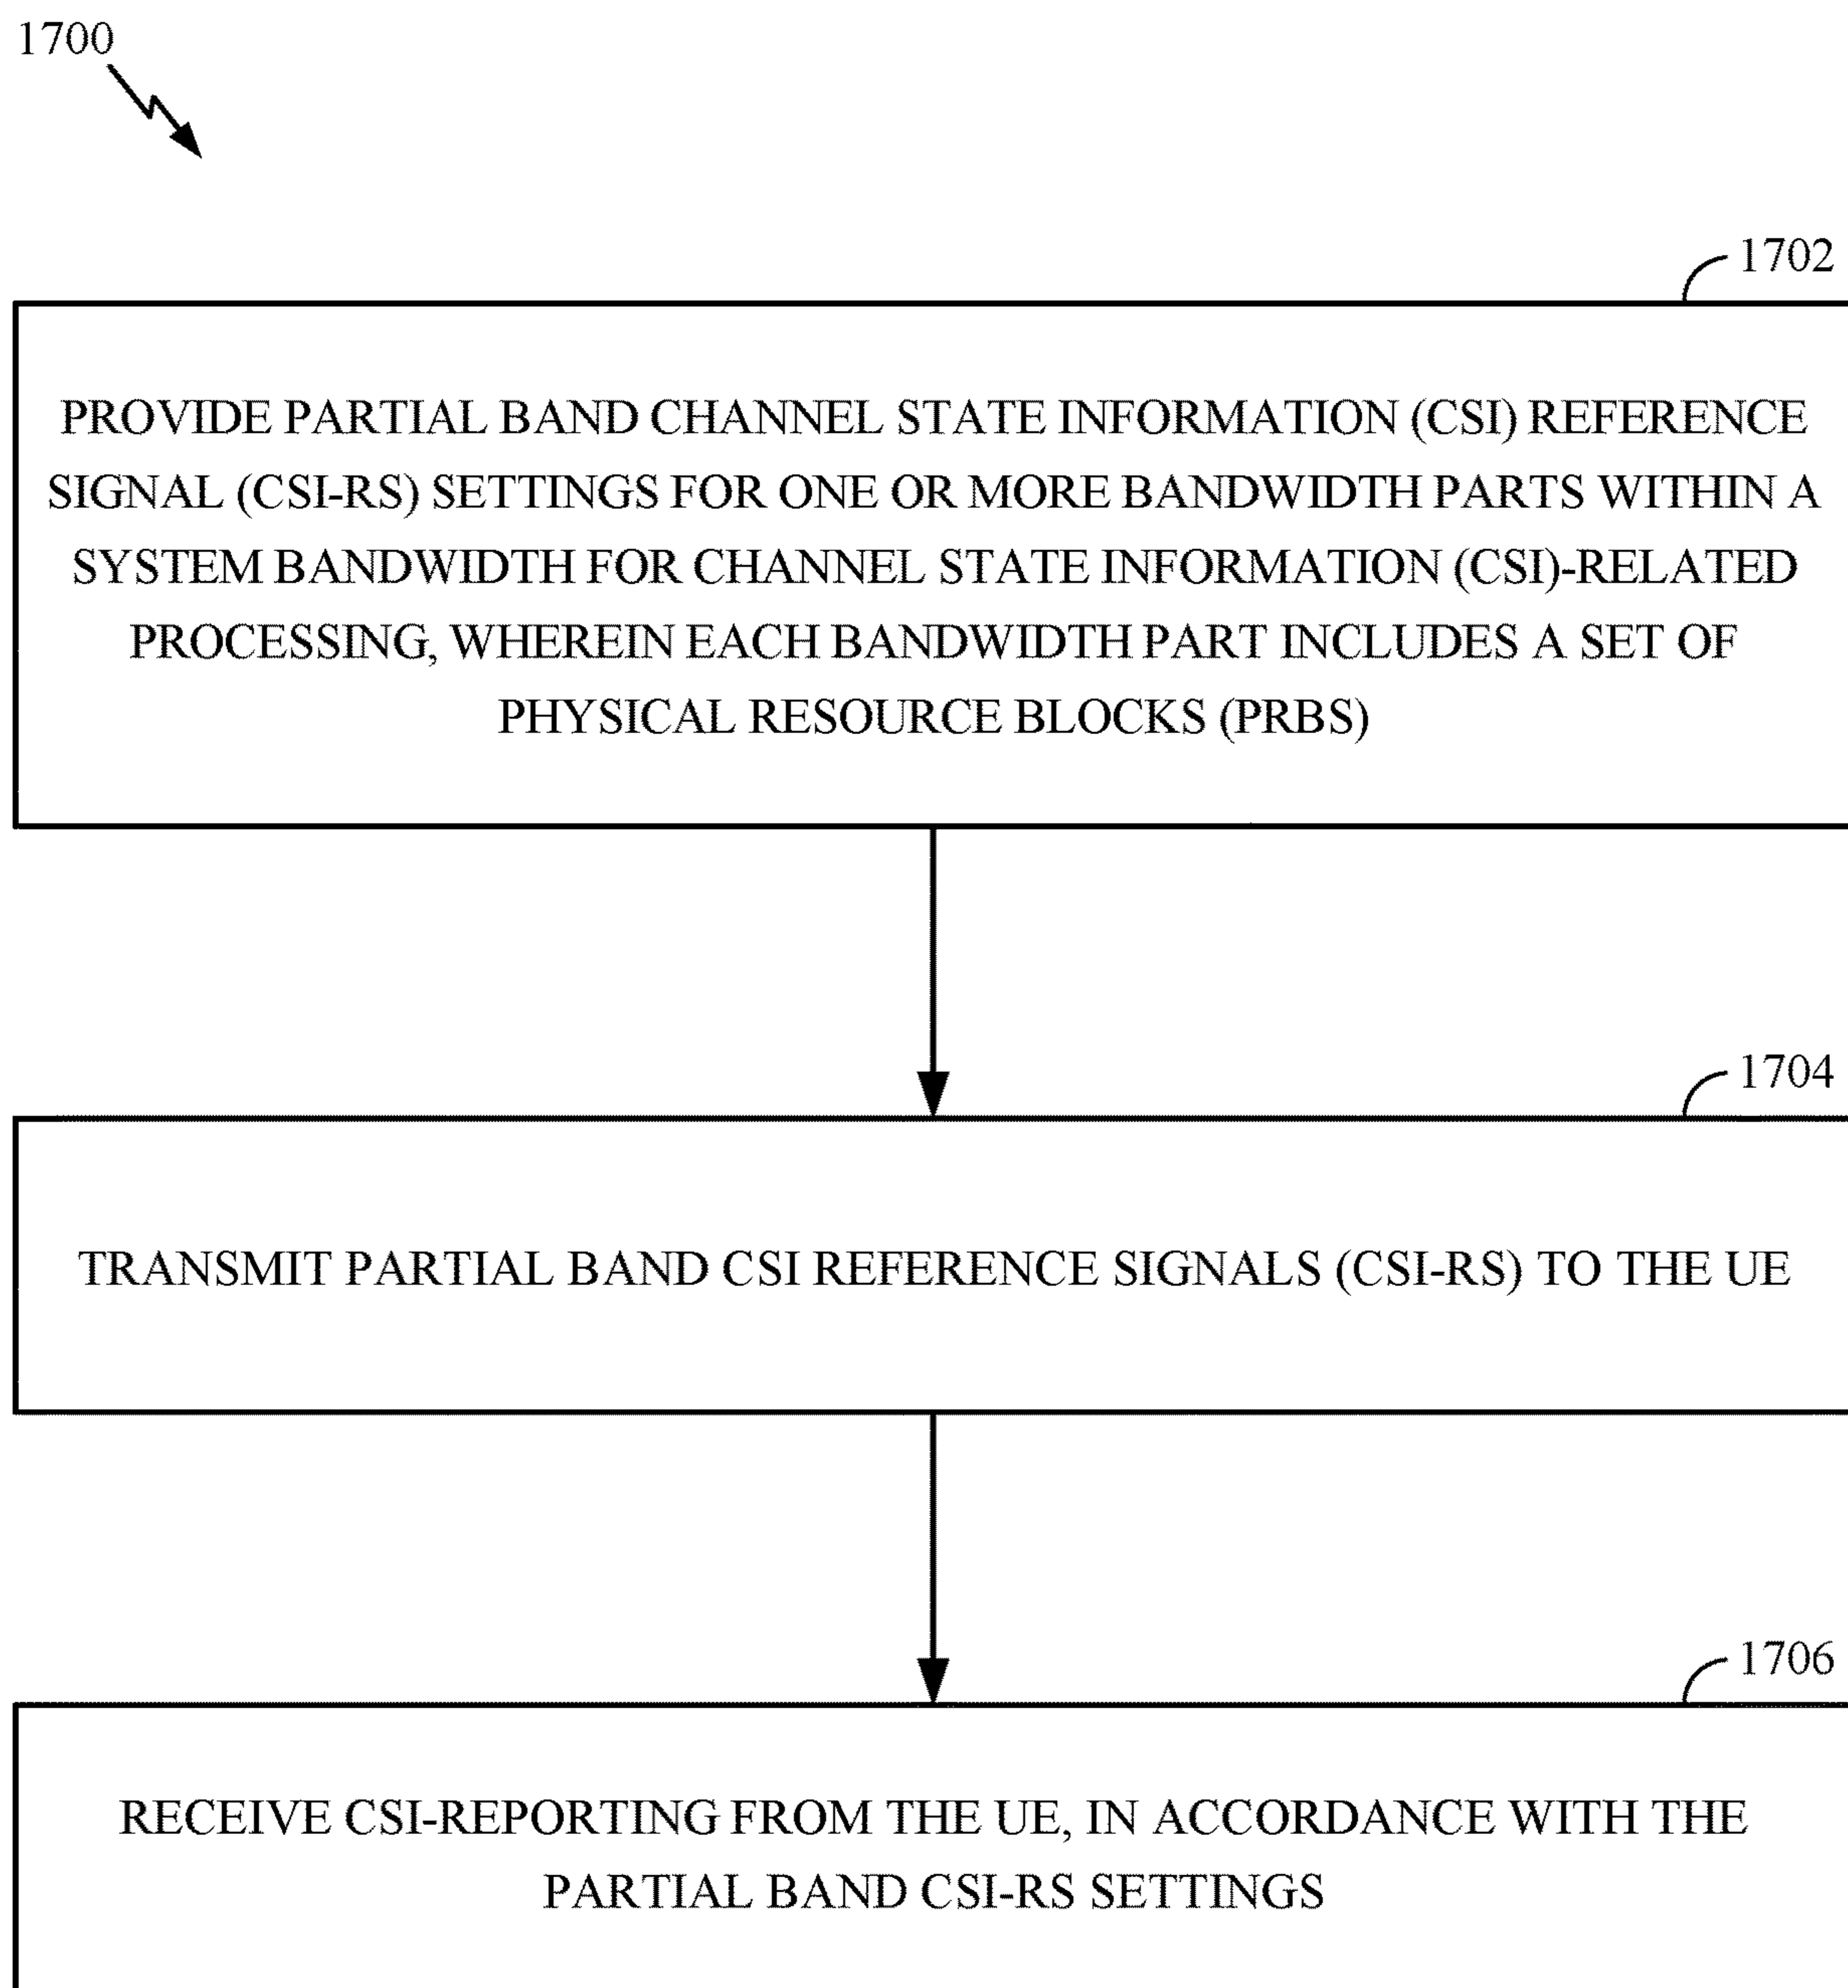 1700
1702
PROVIDE PARTIAL BAND CHANNEL STATE INFORMATION (CSI) REFERENCE
SIGNAL (CSI-RS) SETTINGS FOR ONE OR MORE BANDWIDTH PARTS WITHIN A
SYSTEM BANDWIDTH FOR CHANNEL STATE INFORMATION (CSI)-RELATED
PROCESSING, WHEREIN EACH BANDWIDTH PART INCLUDES A SET OF
PHYSICAL RESOURCE BLOCKS (PRBS)
1704
TRANSMIT PARTIAL BAND CSI REFERENCE SIGNALS (CSI-RS) TO THE UE
1706
RECEIVE CSI-REPORTING FROM THE UE, IN ACCORDANCE WITH THE
PARTIAL BAND CSI-RS SETTINGS